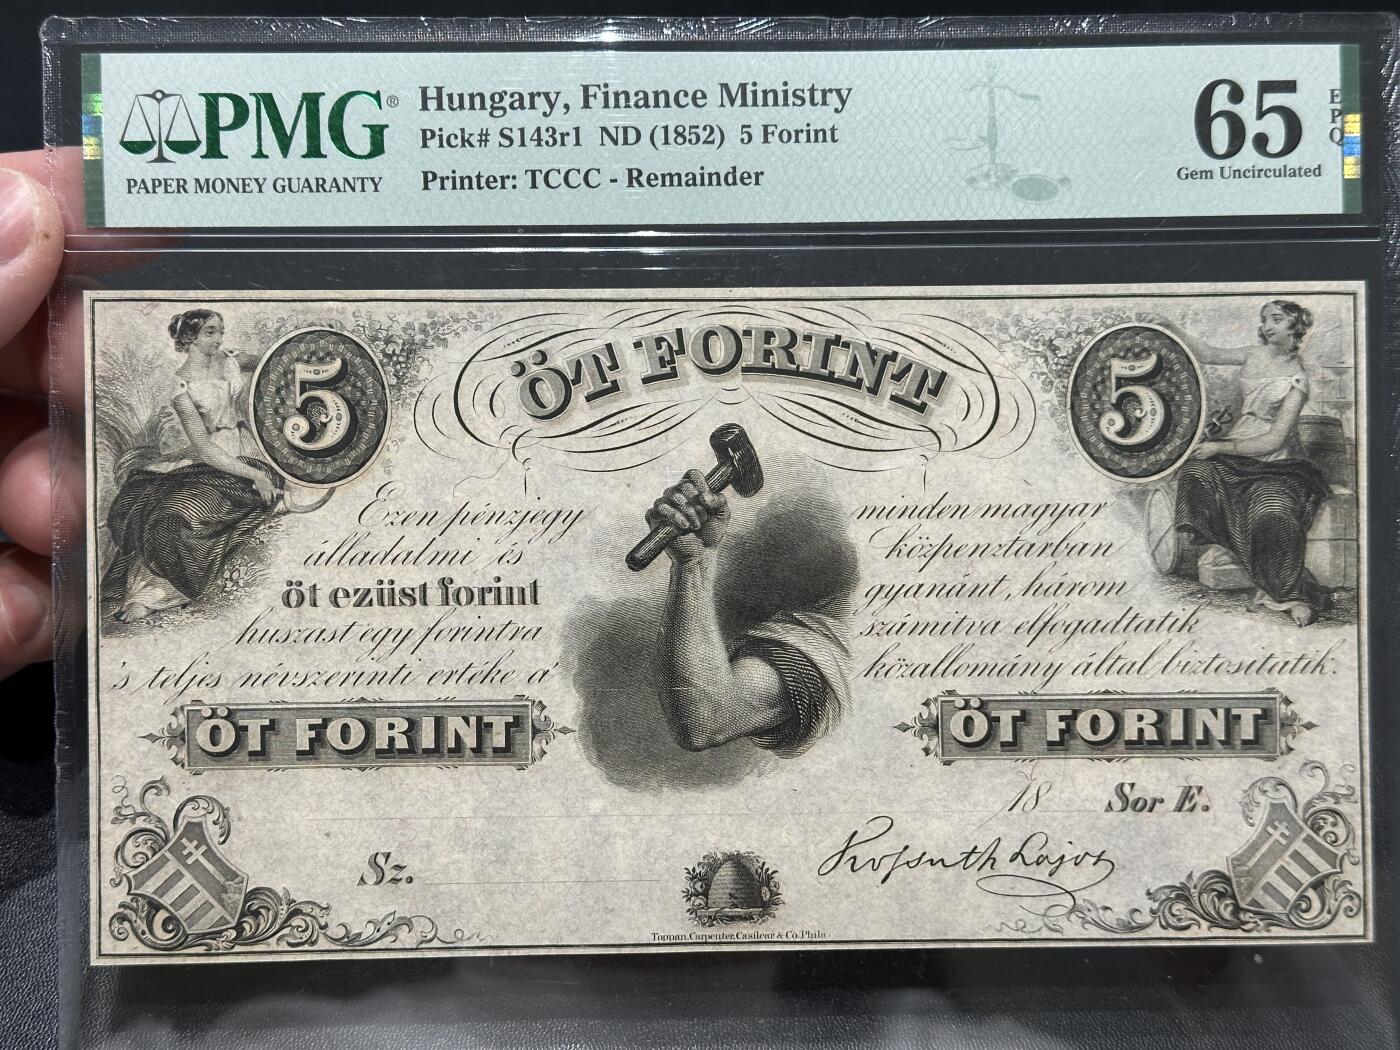 PMG®
PAPER MONEY GUARANTY
Hungary, Finance Ministry
Pick# S143r1 ND (1852) 5 Forint
Printer: TCCC - Remainder
65 EPQ
Gem Uncirculated
5 ÖT FORINT 5
Ezen pénzjegy minden magyar
álladalmi és közpenztarban
öt ezüst forint gyanánt, három
huszast egy forintra számitva elfogadtatik
's teljes névszerinti ertéke a' közallomány által biztositatik.
ÖT FORINT ÖT FORINT
18 Sor E.
Sz. Kossuth Lajos
Toppan, Carpenter, Casilear & Co. Phila.